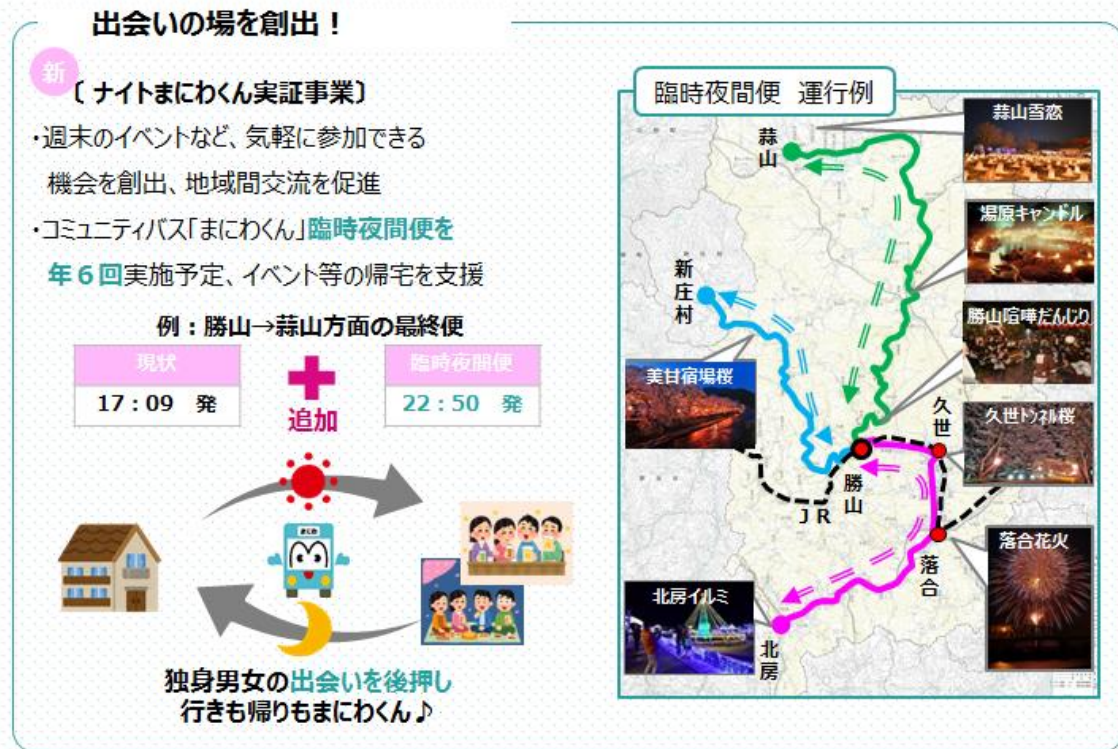 出会いの場を創出！
新
〔 ナイトまにわくん実証事業〕
・週末のイベントなど、気軽に参加できる
機会を創出、地域間交流を促進
・コミュニティバス「まにわくん」臨時夜間便を
年６回実施予定、イベント等の帰宅を支援
例：勝山→蒜山方面の最終便
現状
17：09 発
追加
臨時夜間便
22：50 発
まにわ
独身男女の出会いを後押し
行きも帰りもまにわくん♪
臨時夜間便 運行例
蒜山
蒜山雪恋
湯原キャンドル
新庄村
勝山喧嘩だんじり
美甘宿場桜
久世
久世トンネル桜
勝山
ＪＲ
落合
落合花火
北房イルミ
北房